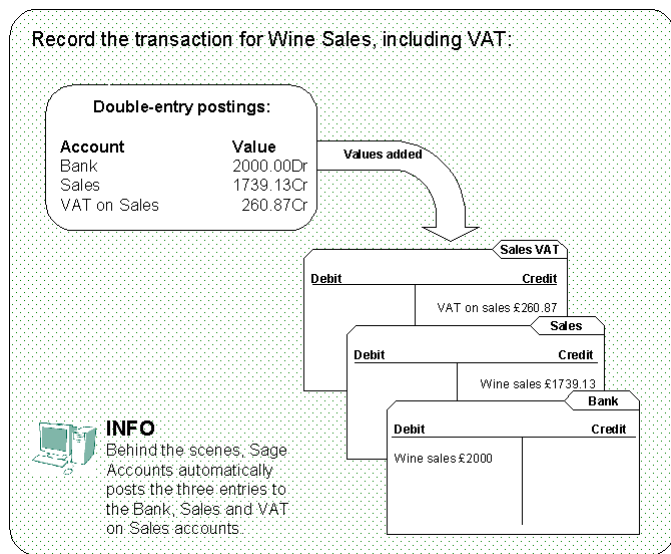 Record the transaction for Wine Sales, including VAT:
Double-entry postings:
Account Value
Bank 2000.00Dr
Sales 1739.13Cr
VAT on Sales 260.87Cr
Values added
Sales VAT
Debit Credit
VAT on sales £260.87
Sales
Debit Credit
Wine sales £1739.13
Bank
Debit Credit
Wine sales £2000
INFO
Behind the scenes, Sage
Accounts automatically
posts the three entries to
the Bank, Sales and VAT
on Sales accounts.